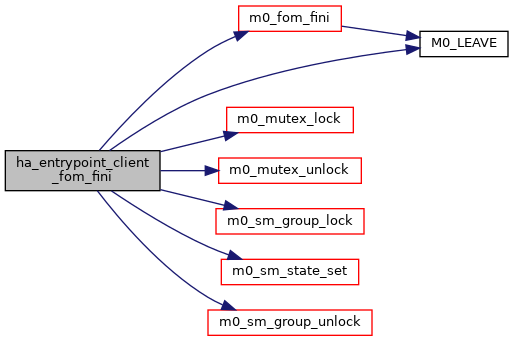 m0_fom_fini
M0_LEAVE
m0_mutex_lock
ha_entrypoint_client
_fom_fini
m0_mutex_unlock
m0_sm_group_lock
m0_sm_state_set
m0_sm_group_unlock